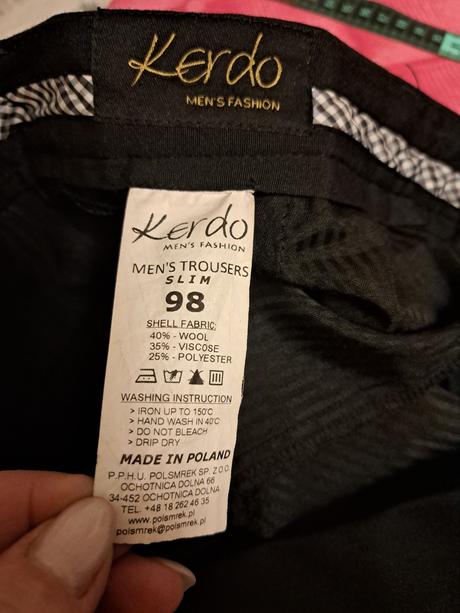 Kerdo
MEN'S FASHION
Kerdo
MEN'S FASHION
MEN'S TROUSERS
SLIM
98
SHELL FABRIC:
40% - WOOL
35% - VISCOSE
25% - POLYESTER
WASHING INSTRUCTION
> IRON UP TO 150°C
> HAND WASH IN 40°C
> DO NOT BLEACH
> DRIP DRY
MADE IN POLAND
P.P.H.U. POLSMREK SP. Z O.O.
OCHOTNICA DOLNA 66
34-452 OCHOTNICA DOLNA
TEL. +48 18 262 46 35
www.polsmrek.pl
polsmrek@polsmrek.pl